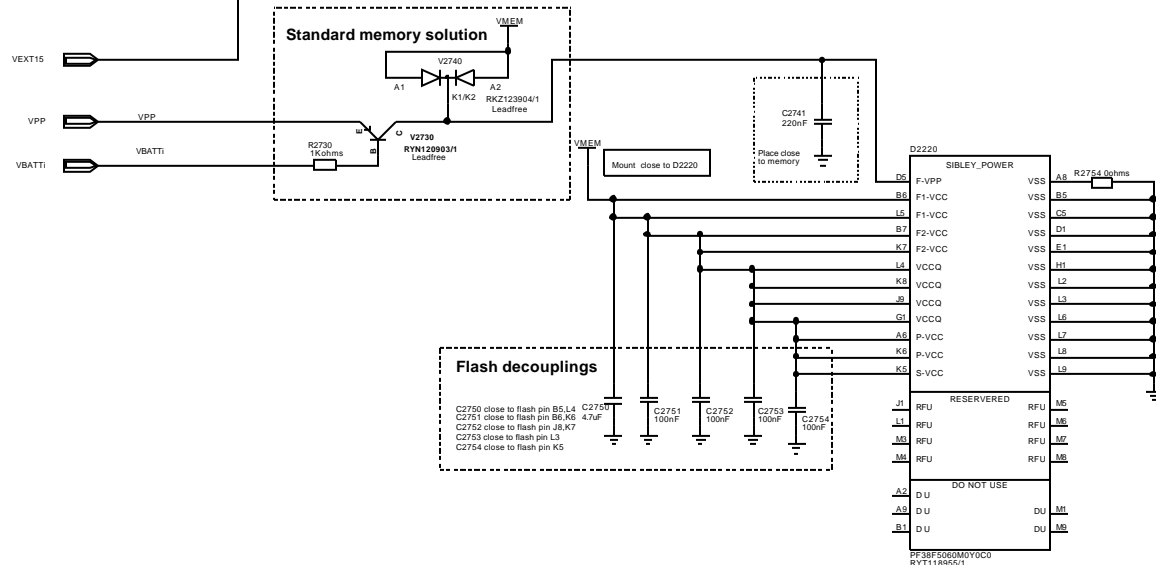 VMEM
Standard memory solution
V2740
VEXT15
A1
A2
K1/K2
RKZ123904/1
Leadfree
C2741
220nF
VPP
VPP
E
C
B
V2730
RYN120903/1
Leadfree
R2730
1Kohms
VBATTi
VBATTi
VMEM
Mount close to D2220
Place close
to memory
D2220
SIBLEY_POWER
R2754 0ohms
D5 F-VPP VSS A8
B6 F1-VCC VSS B5
L5 F1-VCC VSS C5
B7 F2-VCC VSS D1
K7 F2-VCC VSS E1
L4 VCCQ VSS H1
K8 VCCQ VSS L2
J9 VCCQ VSS L3
G1 VCCQ VSS L6
A6 P-VCC VSS L7
K6 P-VCC VSS L8
K5 S-VCC VSS L9
Flash decouplings
C2750 close to flash pin B5,L4
C2751 close to flash pin B6,K6
C2752 close to flash pin J8,K7
C2753 close to flash pin L3
C2754 close to flash pin K5
C2750
4.7uF
C2751
100nF
C2752
100nF
C2753
100nF
C2754
100nF
RESERVERED
J1 RFU RFU M5
L1 RFU RFU M6
M3 RFU RFU M7
M4 RFU RFU M8
DO NOT USE
A2 DU
A9 DU DU M1
B1 DU DU M9
PF38F5060M0Y0C0
RYT118955/1